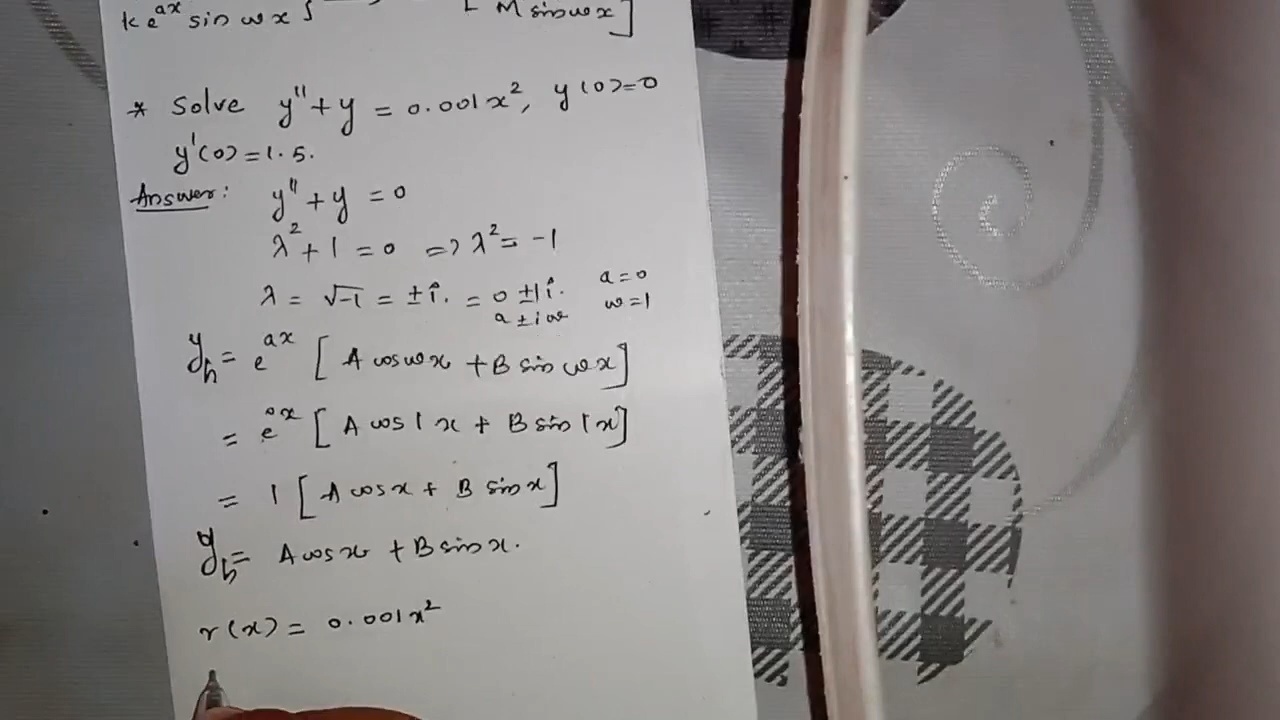 k e^{ax} sin ωx } [ M sin ωx ]
* Solve y'' + y = 0.001x², y(0)=0
y'(0) = 1.5.
Answer: y'' + y = 0
λ² + 1 = 0 => λ² = -1
λ = √-1 = ± i. = 0 ± 1i. a = 0
a ± iω ω = 1
y_h = e^{ax} [ A cos ωx + B sin ωx ]
= e^{0x} [ A cos 1x + B sin 1x ]
= 1 [ A cos x + B sin x ]
y_h = A cos x + B sin x.
r(x) = 0.001x²